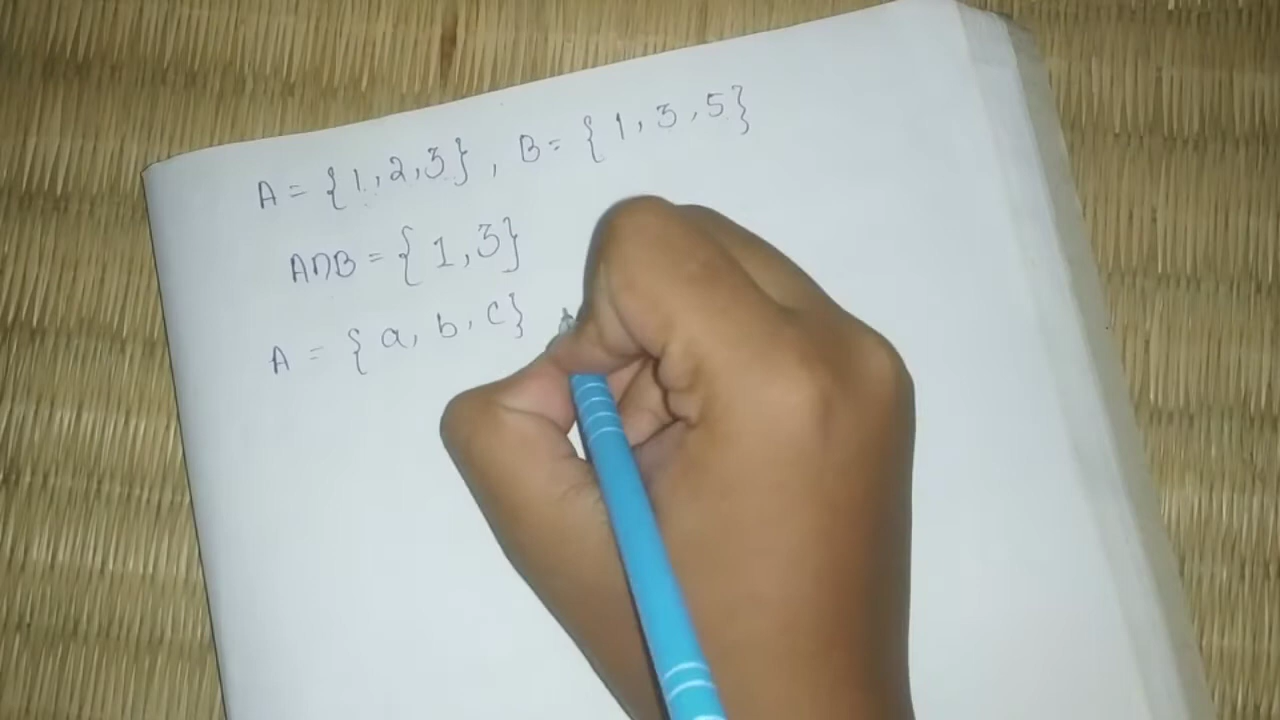 A = {1,2,3}, B = {1,3,5}
A∩B = {1,3}
A = {a, b, c}